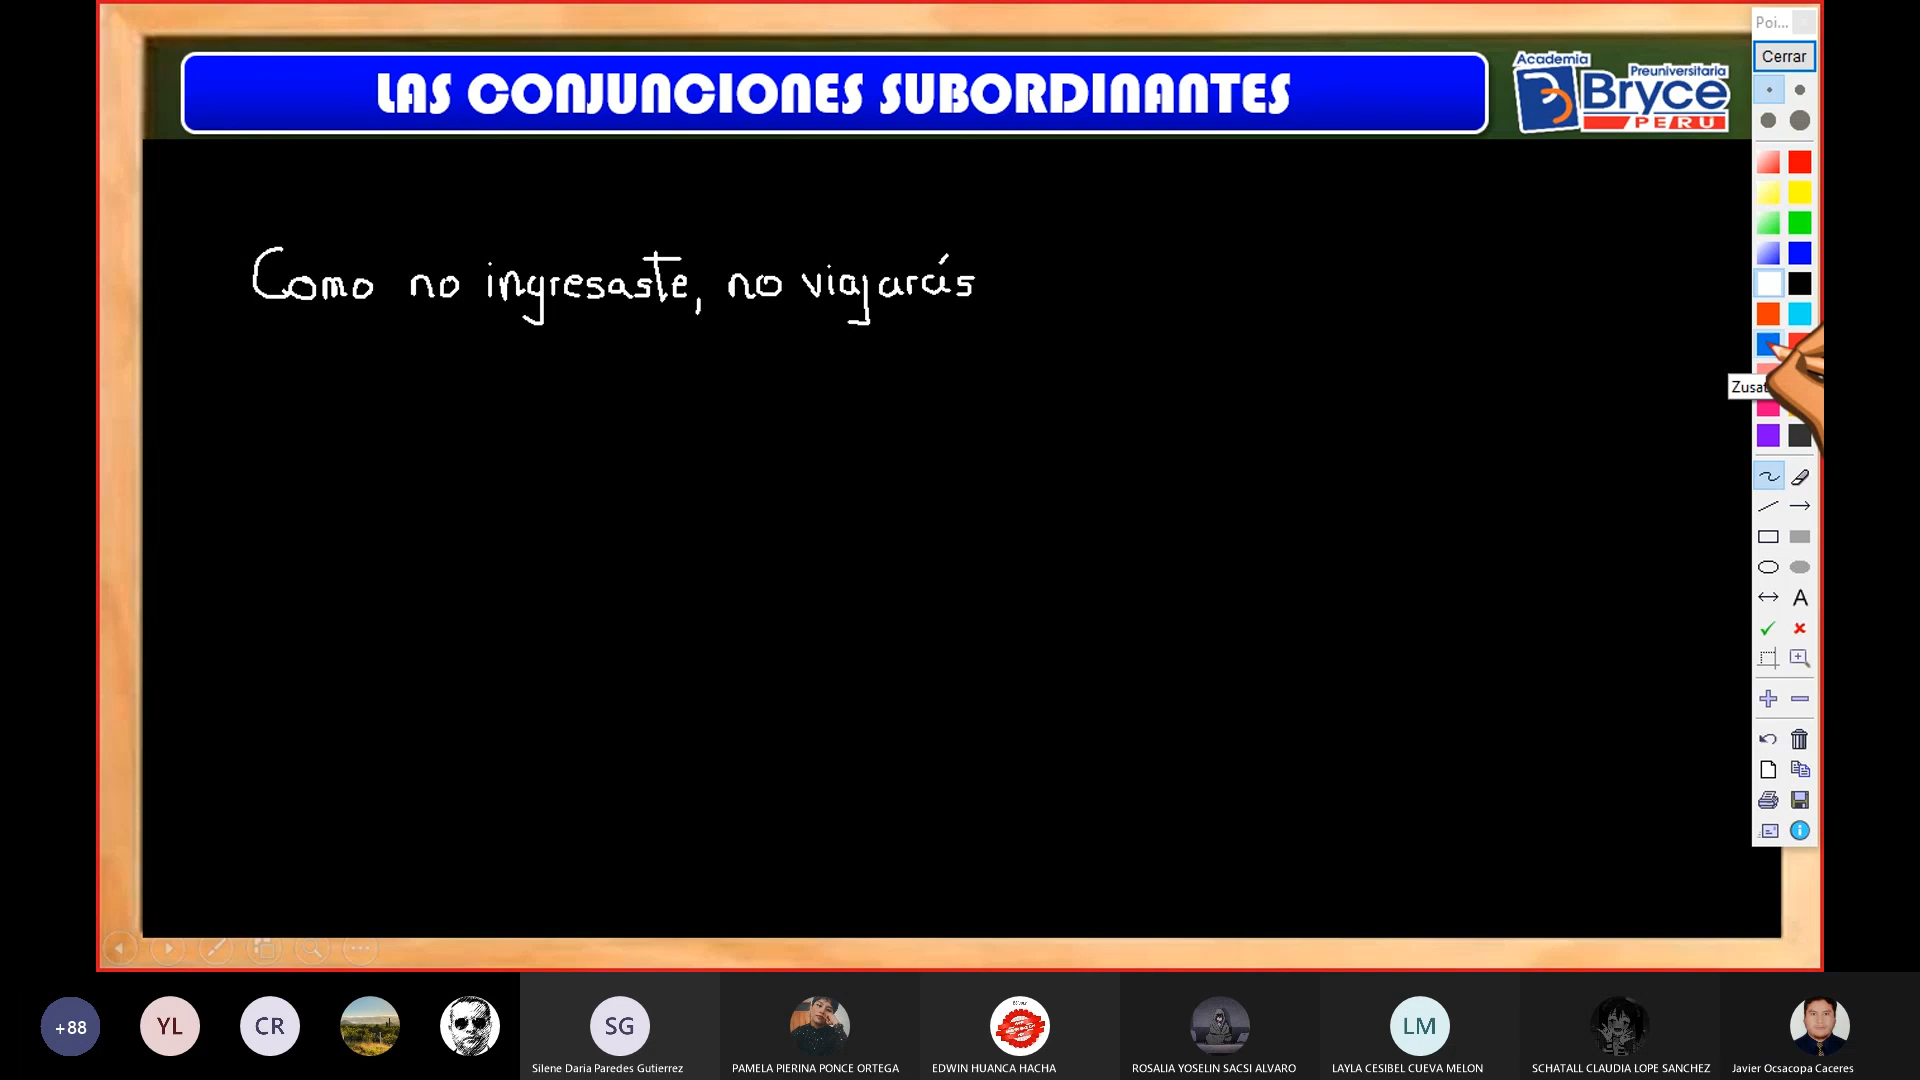 Poi...
Cerrar
LAS CONJUNCIONES SUBORDINANTES
Academia
Preuniversitaria
Bryce
PERU
Como no ingresaste, no viajarás
A
+88
YL
CR
SG
LM
Silene Daria Paredes Gutierrez
PAMELA PIERINA PONCE ORTEGA
EDWIN HUANCA HACHA
ROSALIA YOSELIN SACSI ALVARO
LAYLA CESIBEL CUEVA MELON
SCHATALL CLAUDIA LOPE SANCHEZ
Javier Ocsacopa Caceres